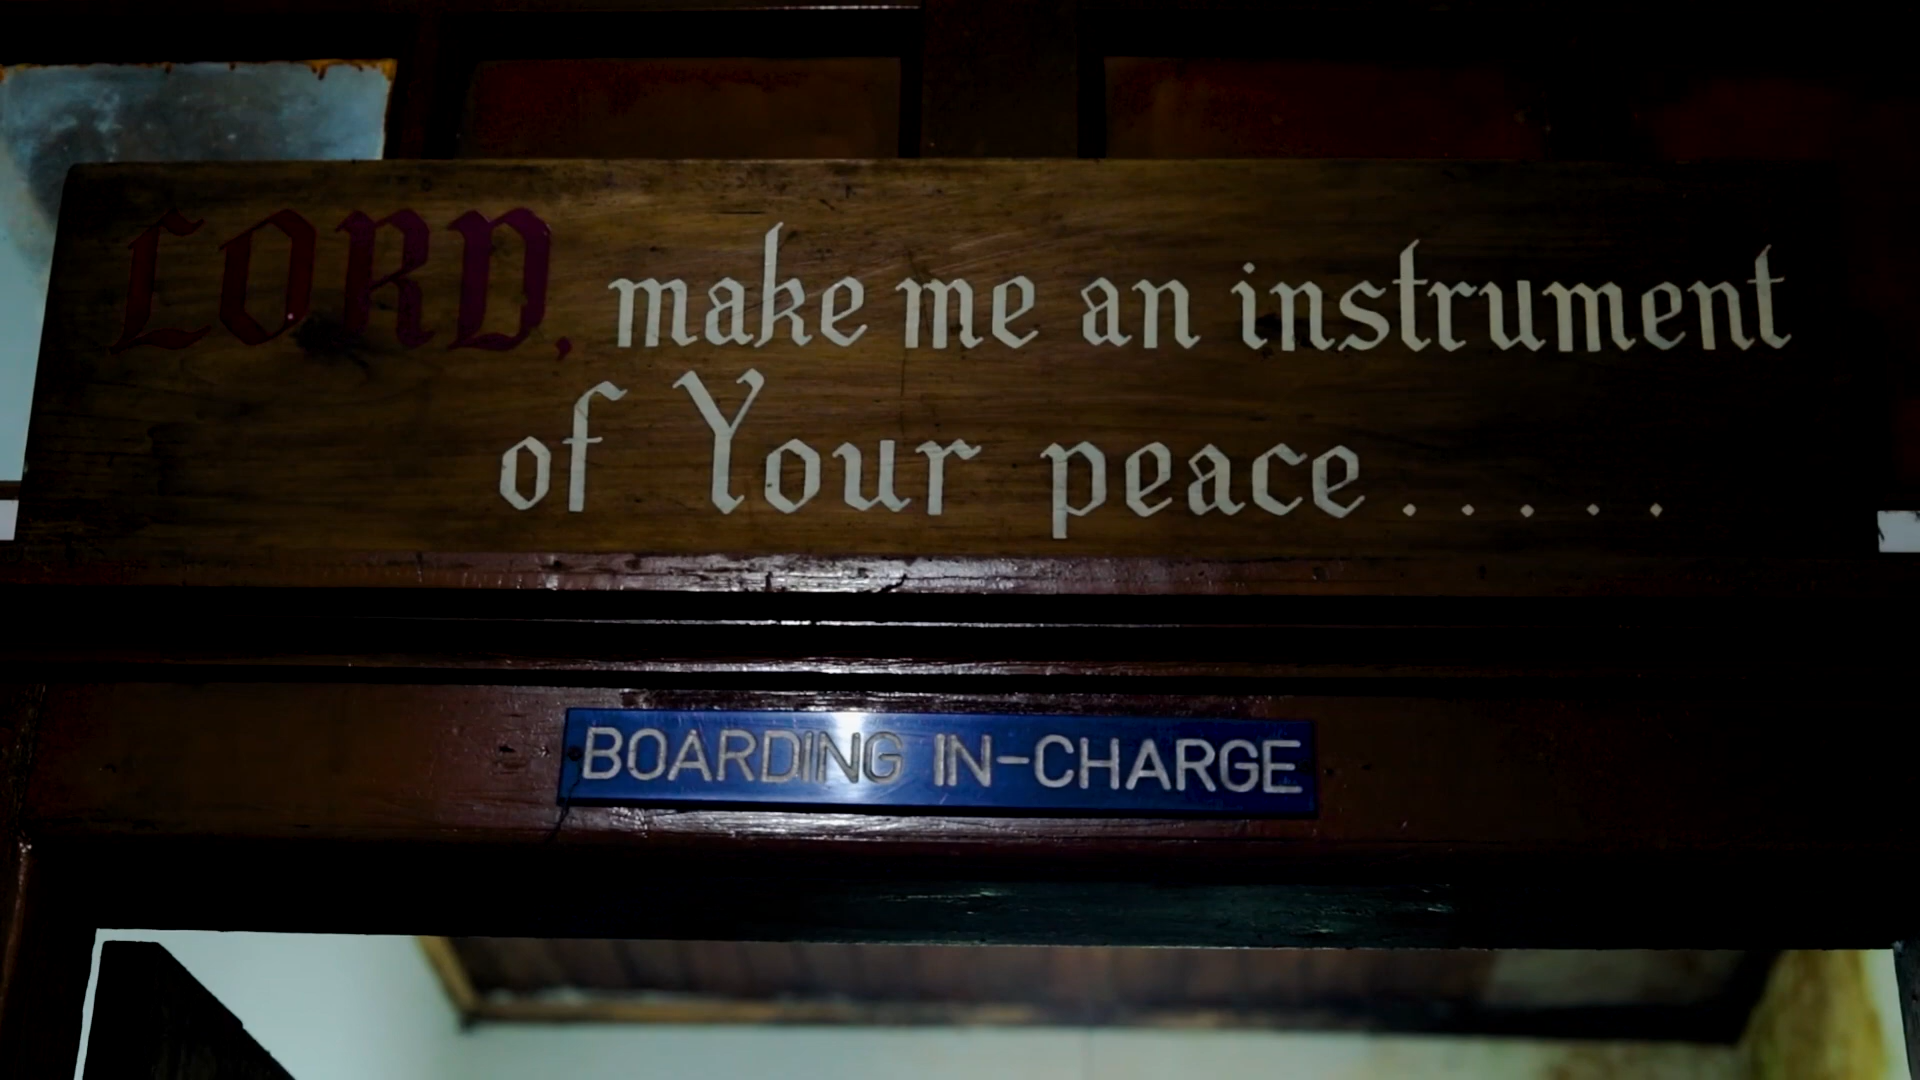 LORD, make me an instrument
of Your peace.....
BOARDING IN-CHARGE